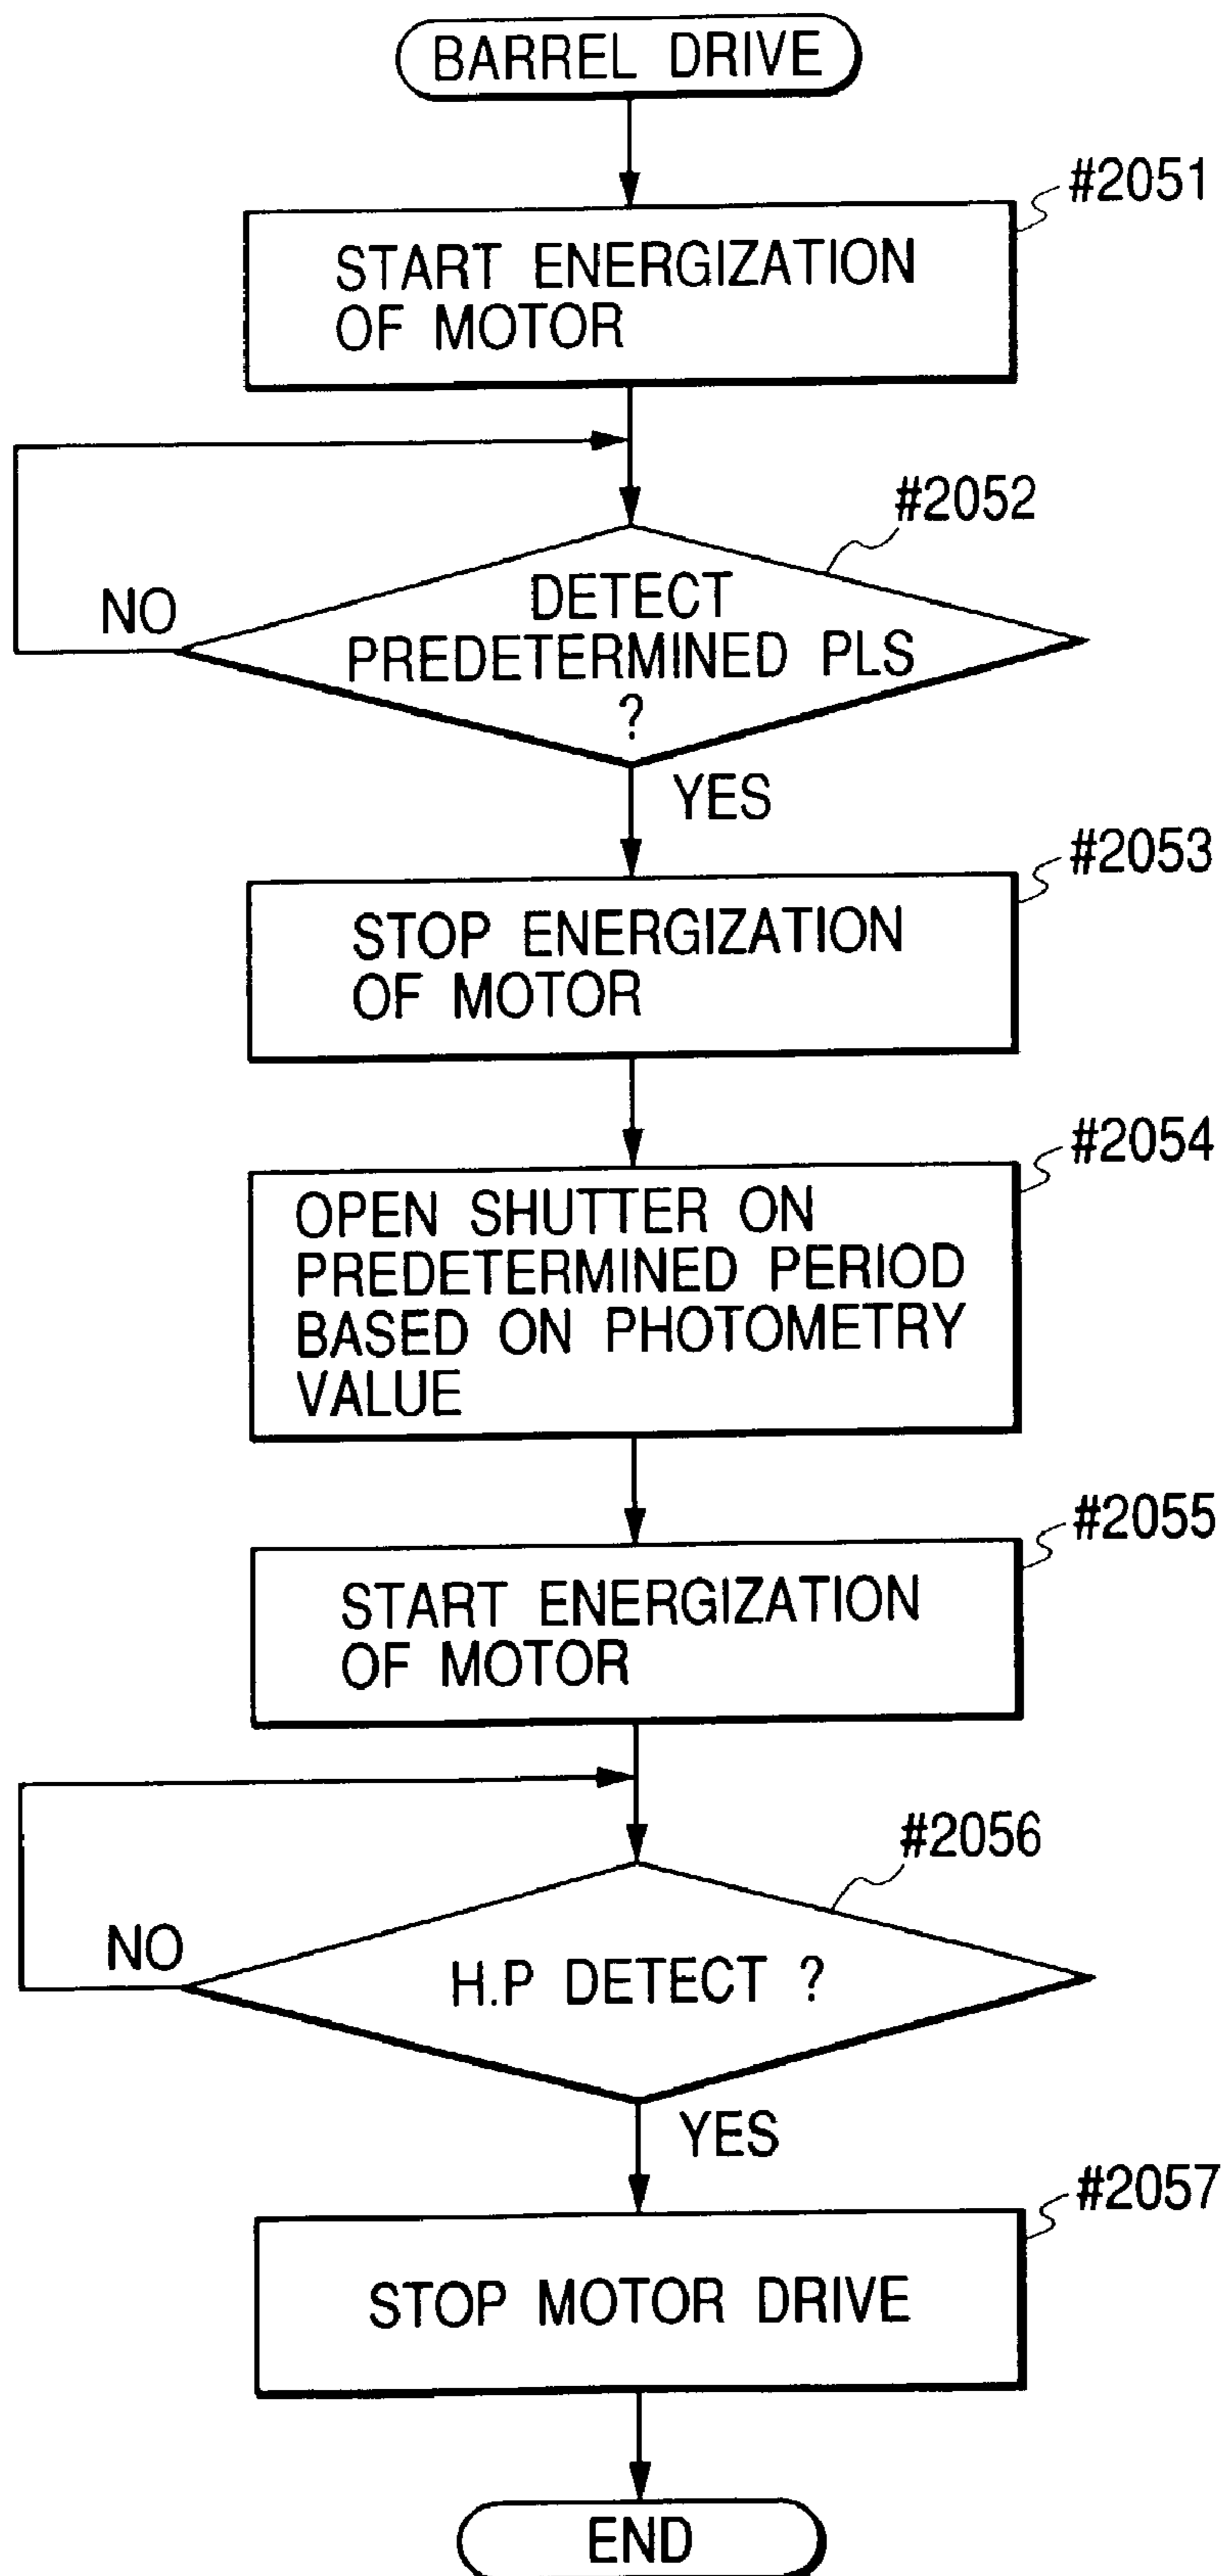 BARREL DRIVE
#2051
START ENERGIZATION
OF MOTOR
#2052
NO
DETECT
PREDETERMINED PLS
?
YES
#2053
STOP ENERGIZATION
OF MOTOR
#2054
OPEN SHUTTER ON
PREDETERMINED PERIOD
BASED ON PHOTOMETRY
VALUE
#2055
START ENERGIZATION
OF MOTOR
#2056
NO
H.P DETECT ?
YES
#2057
STOP MOTOR DRIVE
END